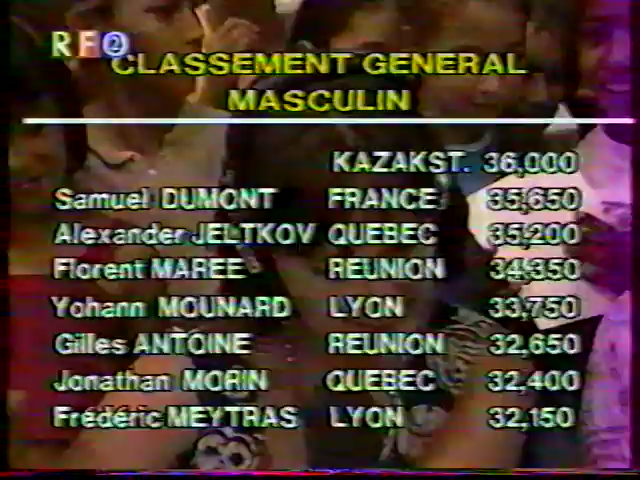 RFO2
CLASSEMENT GENERAL
MASCULIN
KAZAKST. 36,000
Samuel DUMONT FRANCE 35,650
Alexander JELTKOV QUEBEC 35,200
Florent MAREE REUNION 34,350
Yohann MOUNARD LYON 33,750
Gilles ANTOINE REUNION 32,650
Jonathan MORIN QUEBEC 32,400
Frédéric MEYTRAS LYON 32,150